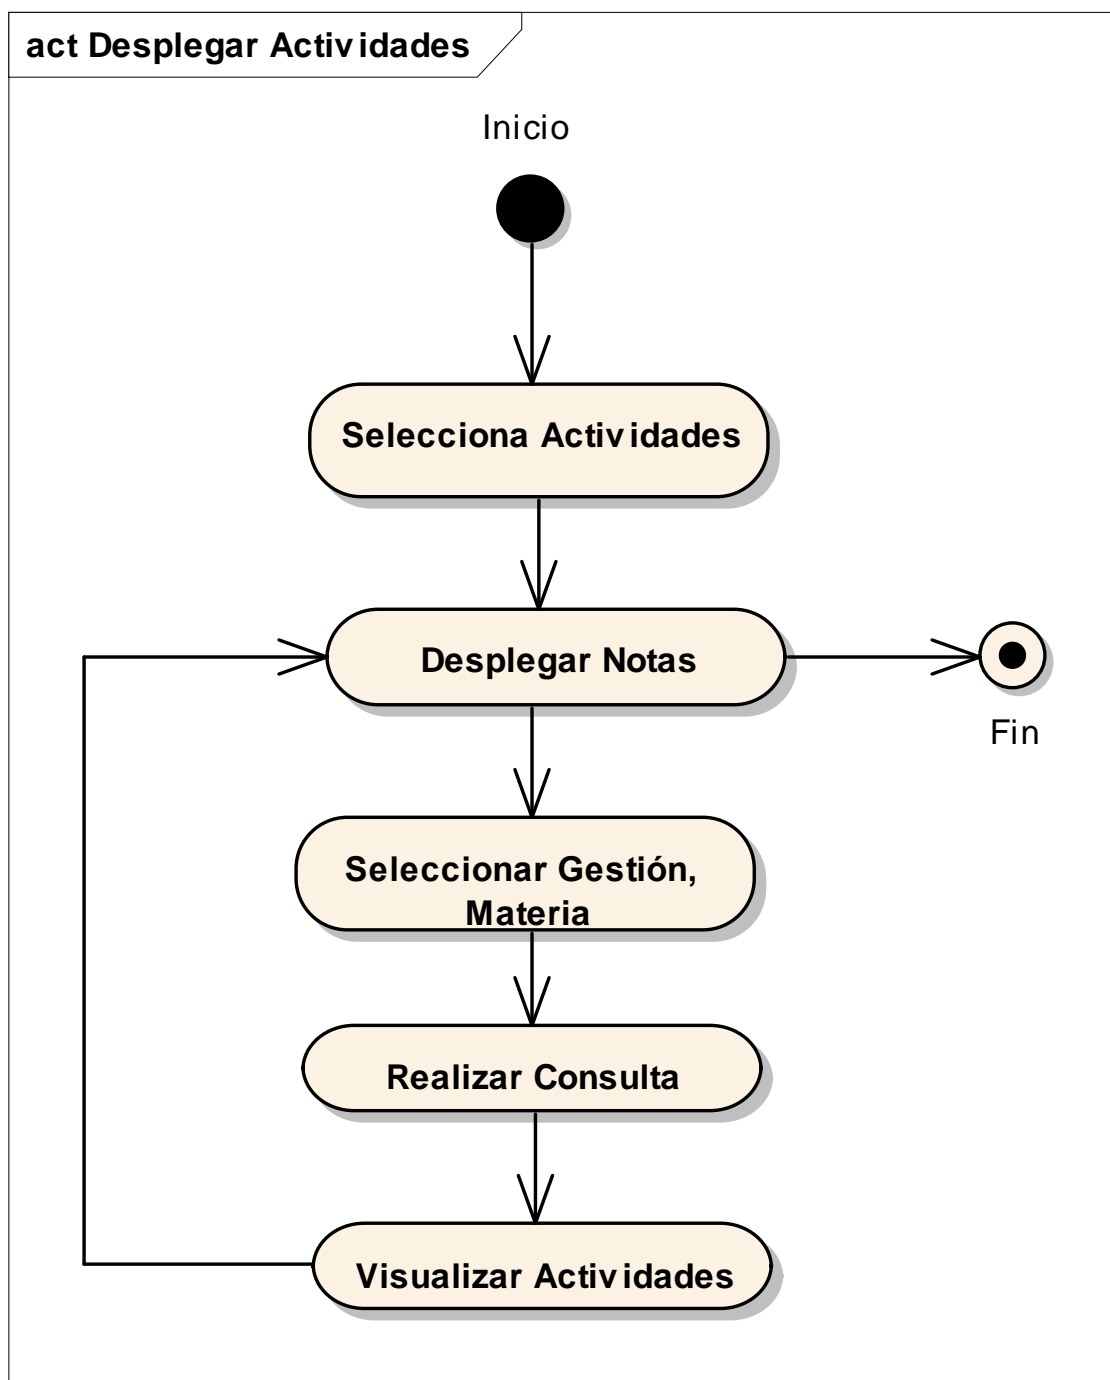 act Desplegar Actividades
Inicio
Selecciona Actividades
Desplegar Notas
Fin
Seleccionar Gestión,
Materia
Realizar Consulta
Visualizar Actividades